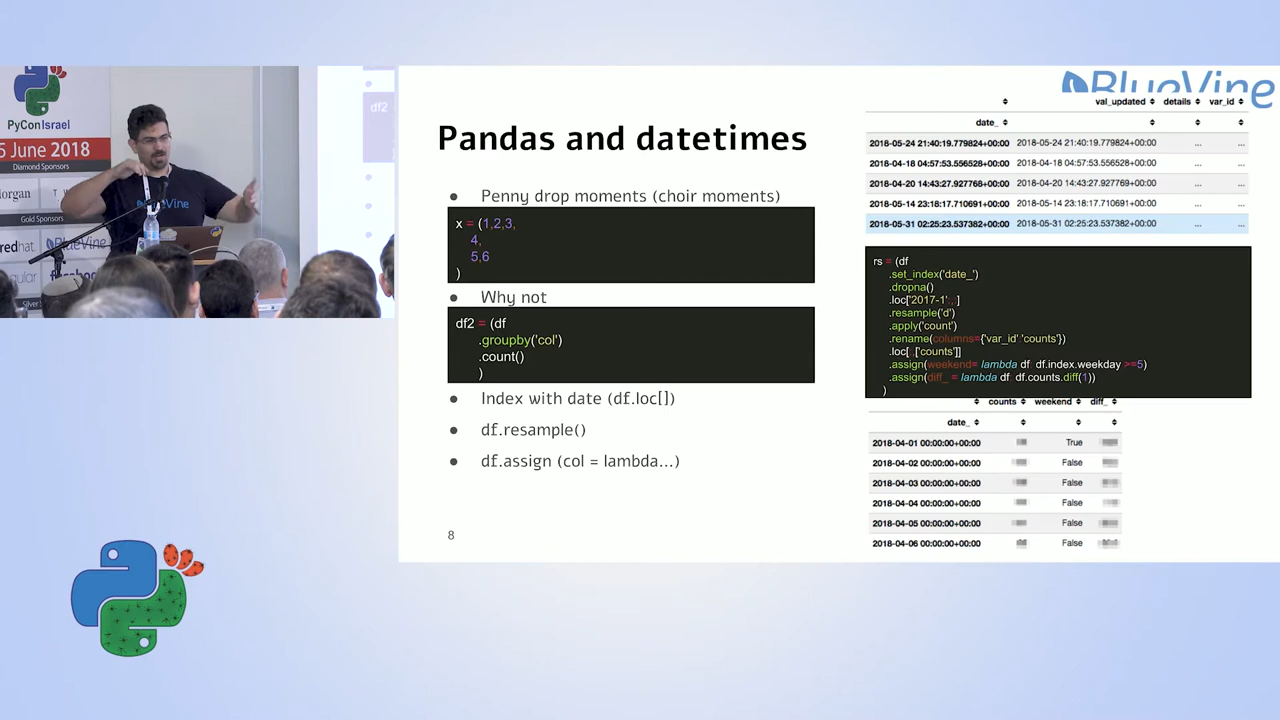 PyConIsrael
5 June 2018
Diamond Sponsors
Gold Sponsors
BlueVine
df2
BlueVine
Pandas and datetimes
● Penny drop moments (choir moments)
x = (1,2,3,
4,
5,6
)
● Why not
df2 = (df
.groupby('col')
.count()
)
● Index with date (df.loc[])
● df.resample()
● df.assign (col = lambda...)
8
val_updated details var_id
date_
2018-05-24 21:40:19.779824+00:00 2018-05-24 21:40:19.779824+00:00 ... ...
2018-04-18 04:57:53.556528+00:00 2018-04-18 04:57:53.556528+00:00 ... ...
2018-04-20 14:43:27.927768+00:00 2018-04-20 14:43:27.927769+00:00 ... ...
2018-05-14 23:18:17.710691+00:00 2018-05-14 23:18:17.710691+00:00 ... ...
2018-05-31 02:25:23.537382+00:00 2018-05-31 02:25:23.537382+00:00 ... ...
rs = (df
.set_index('date_')
.dropna()
.loc['2017-1':,:]
.resample('d')
.apply('count')
.rename(columns={'var_id':'counts'})
.loc[:,['counts']]
.assign(weekend= lambda df: df.index.weekday >=5)
.assign(diff_ = lambda df: df.counts.diff(1))
)
counts weekend diff_
date_
2018-04-01 00:00:00+00:00 True
2018-04-02 00:00:00+00:00 False
2018-04-03 00:00:00+00:00 False
2018-04-04 00:00:00+00:00 False
2018-04-05 00:00:00+00:00 False
2018-04-06 00:00:00+00:00 False